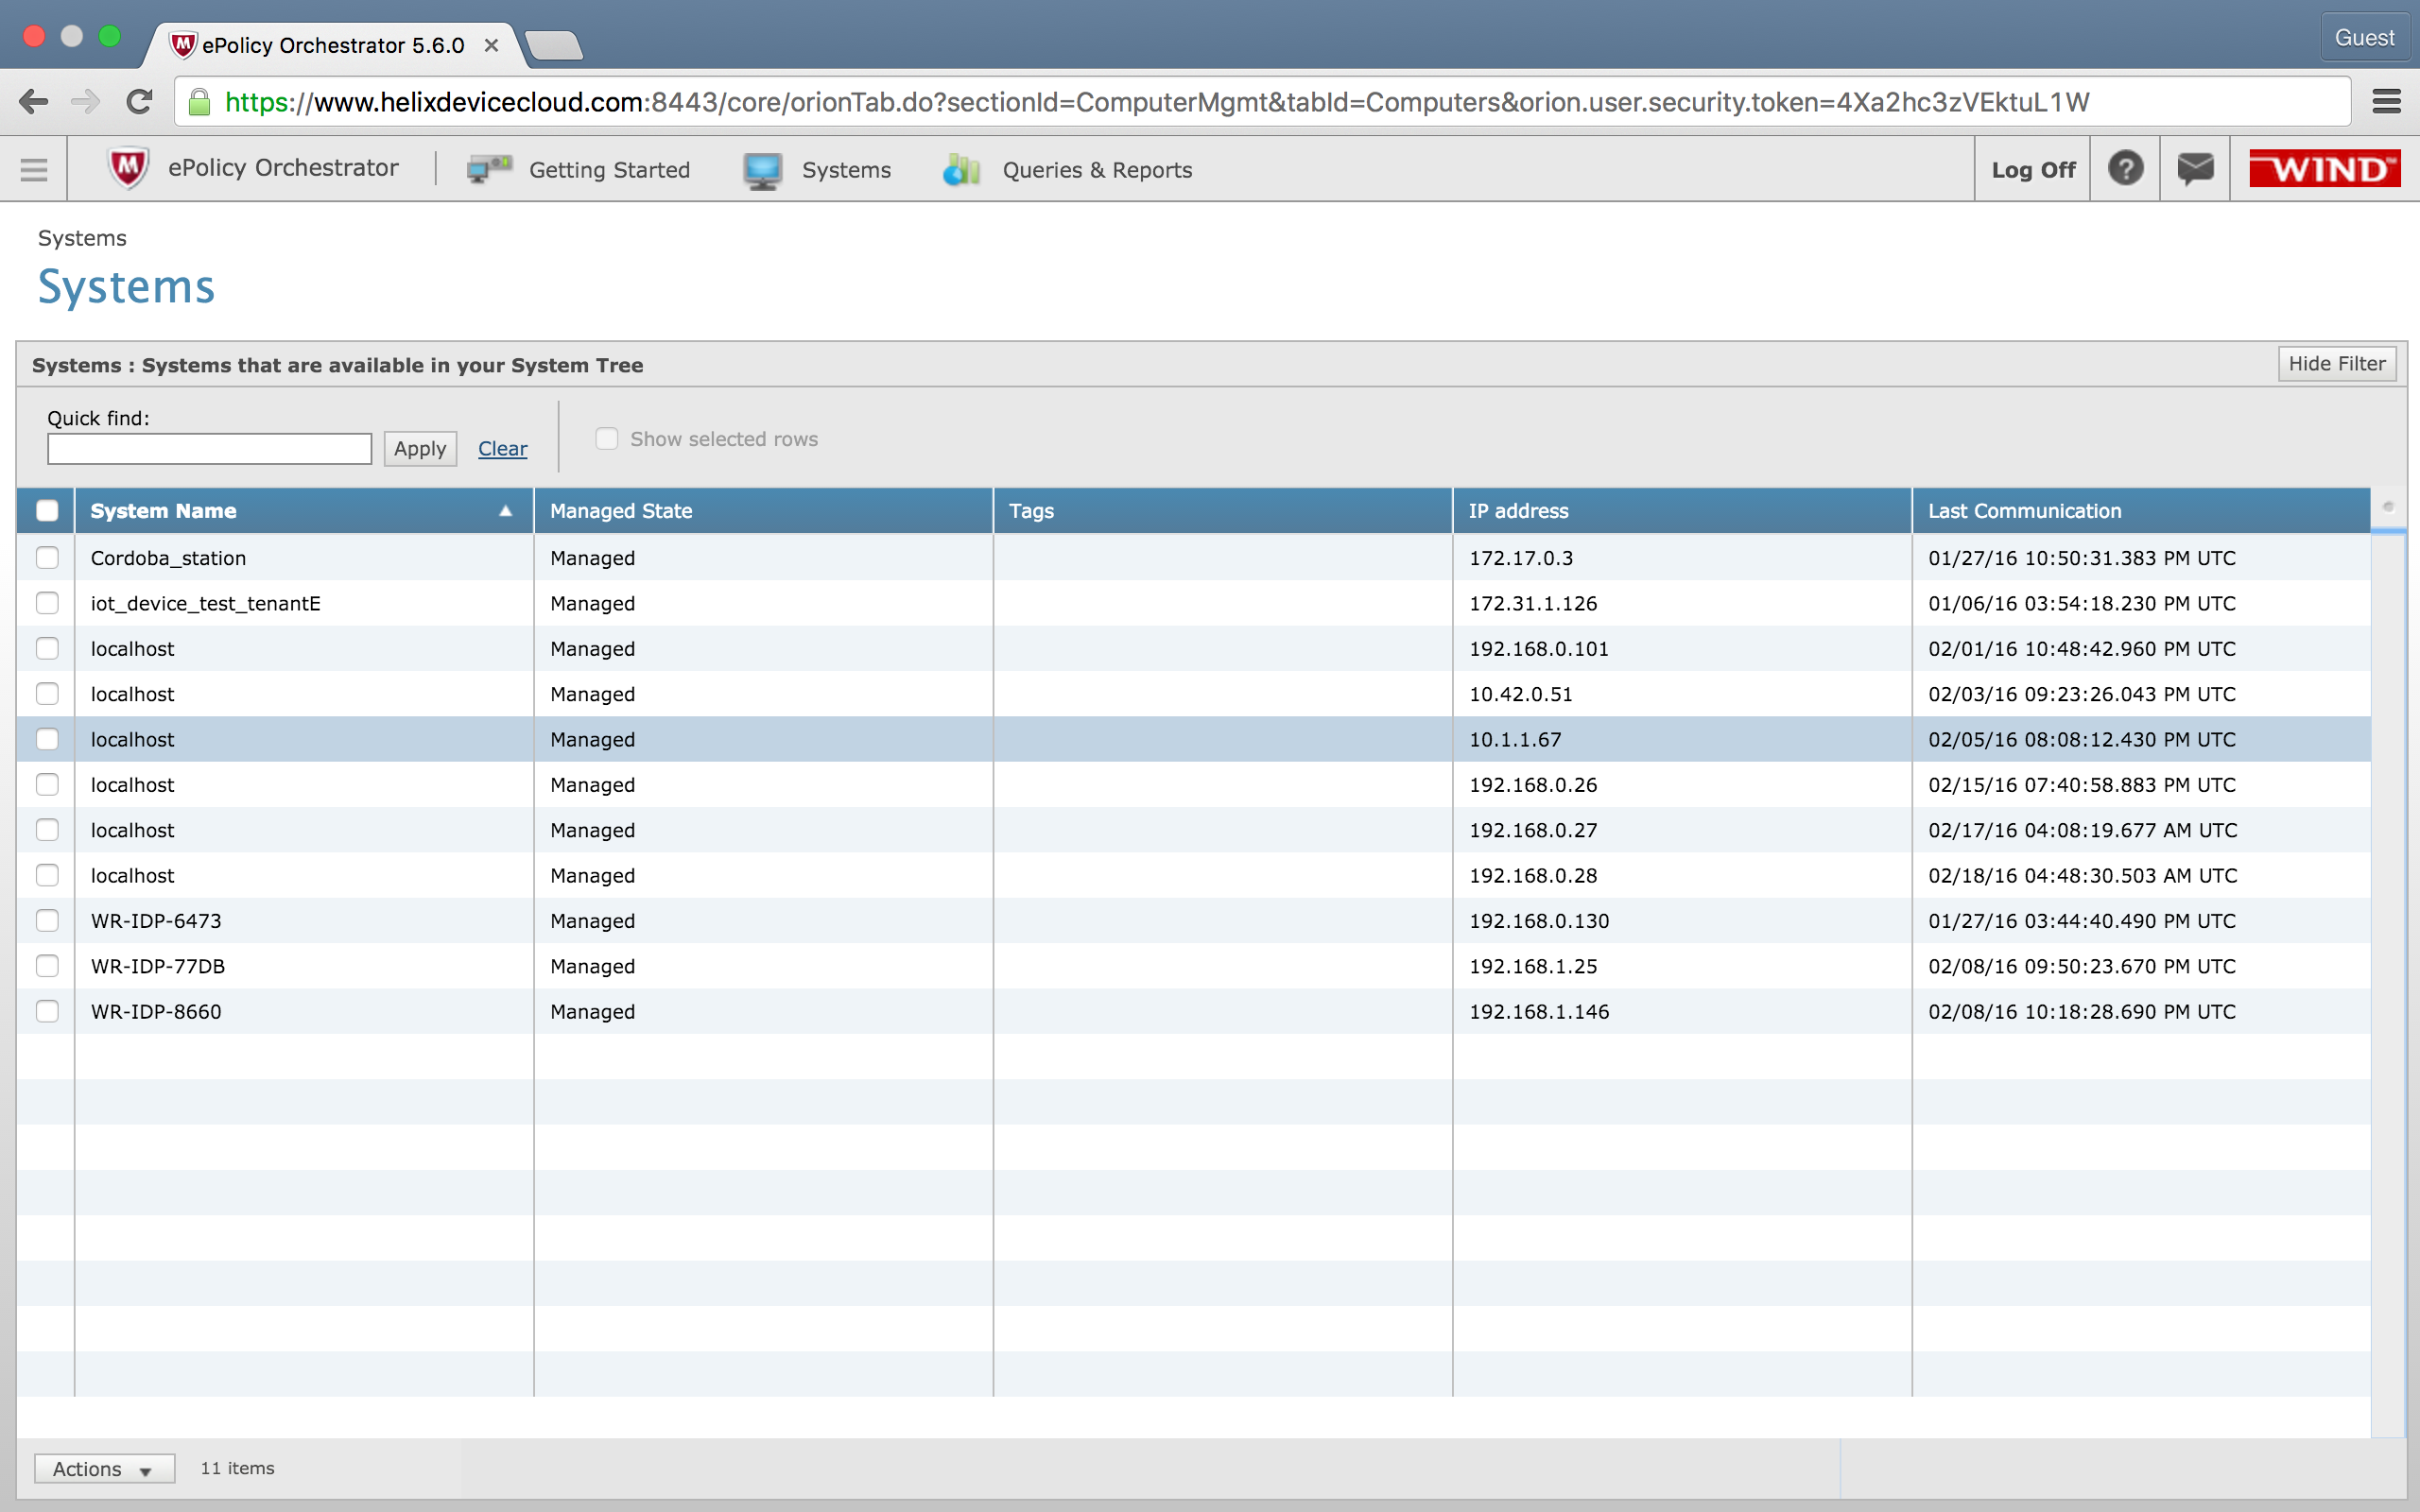 ePolicy Orchestrator 5.6.0
Guest
https://www.helixdevicecloud.com:8443/core/orionTab.do?sectionId=ComputerMgmt&tabId=Computers&orion.user.security.token=4Xa2hc3zVEktuL1W
ePolicy Orchestrator Getting Started Systems Queries & Reports Log Off ? WIND™
Systems
Systems
Systems : Systems that are available in your System Tree Hide Filter
Quick find:
Apply Clear Show selected rows
System Name Managed State Tags IP address Last Communication
Cordoba_station Managed 172.17.0.3 01/27/16 10:50:31.383 PM UTC
iot_device_test_tenantE Managed 172.31.1.126 01/06/16 03:54:18.230 PM UTC
localhost Managed 192.168.0.101 02/01/16 10:48:42.960 PM UTC
localhost Managed 10.42.0.51 02/03/16 09:23:26.043 PM UTC
localhost Managed 10.1.1.67 02/05/16 08:08:12.430 PM UTC
localhost Managed 192.168.0.26 02/15/16 07:40:58.883 PM UTC
localhost Managed 192.168.0.27 02/17/16 04:08:19.677 AM UTC
localhost Managed 192.168.0.28 02/18/16 04:48:30.503 AM UTC
WR-IDP-6473 Managed 192.168.0.130 01/27/16 03:44:40.490 PM UTC
WR-IDP-77DB Managed 192.168.1.25 02/08/16 09:50:23.670 PM UTC
WR-IDP-8660 Managed 192.168.1.146 02/08/16 10:18:28.690 PM UTC
Actions 11 items